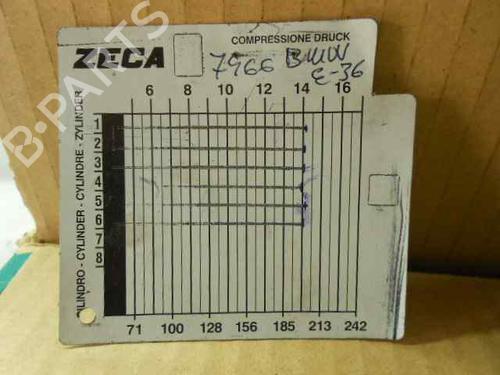 COMPRESSIONE DRUCK
ZECA
7966 BMW
E-36
6 8 10 12 14 16
CILINDRO - CYLINDER - CYLINDRE - ZYLINDER
1
2
3
4
5
6
7
8
71 100 128 156 185 213 242
B-PARTS